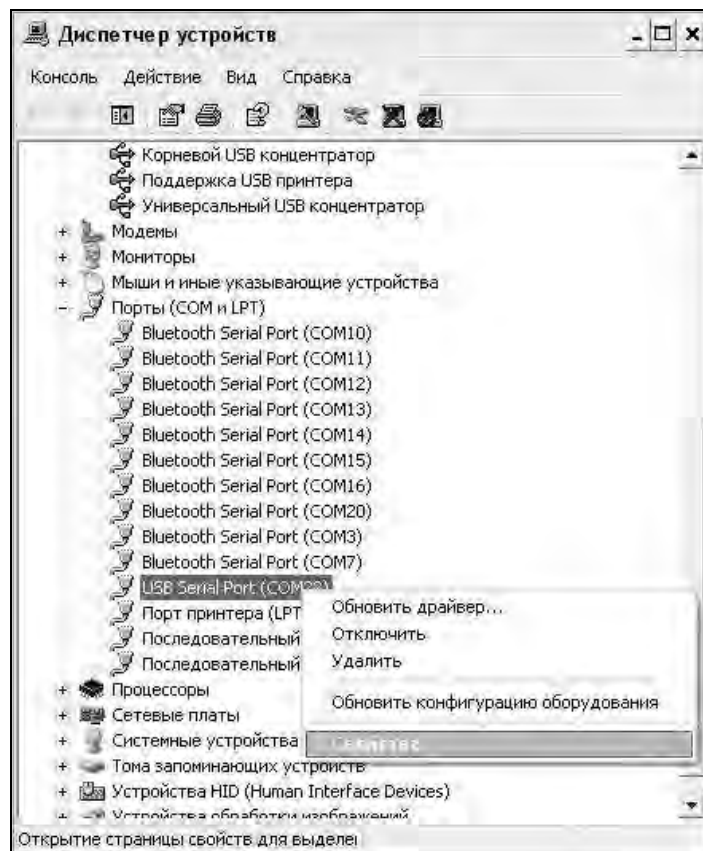 Диспетчер устройств
Консоль Действие Вид Справка
Корневой USB концентратор
Поддержка USB принтера
Универсальный USB концентратор
Модемы
Мониторы
Мыши и иные указывающие устройства
Порты (COM и LPT)
Bluetooth Serial Port (COM10)
Bluetooth Serial Port (COM11)
Bluetooth Serial Port (COM12)
Bluetooth Serial Port (COM13)
Bluetooth Serial Port (COM14)
Bluetooth Serial Port (COM15)
Bluetooth Serial Port (COM16)
Bluetooth Serial Port (COM20)
Bluetooth Serial Port (COM3)
Bluetooth Serial Port (COM7)
USB Serial Port
Порт принтера (LPT
Последовательный
Последовательный
Обновить драйвер...
Отключить
Удалить
Обновить конфигурацию оборудования
Процессоры
Сетевые платы
Системные устройства
Тома запоминающих устройств
Устройства HID (Human Interface Devices)
Устройства обработки изображений
Открытие страницы свойств для выделе